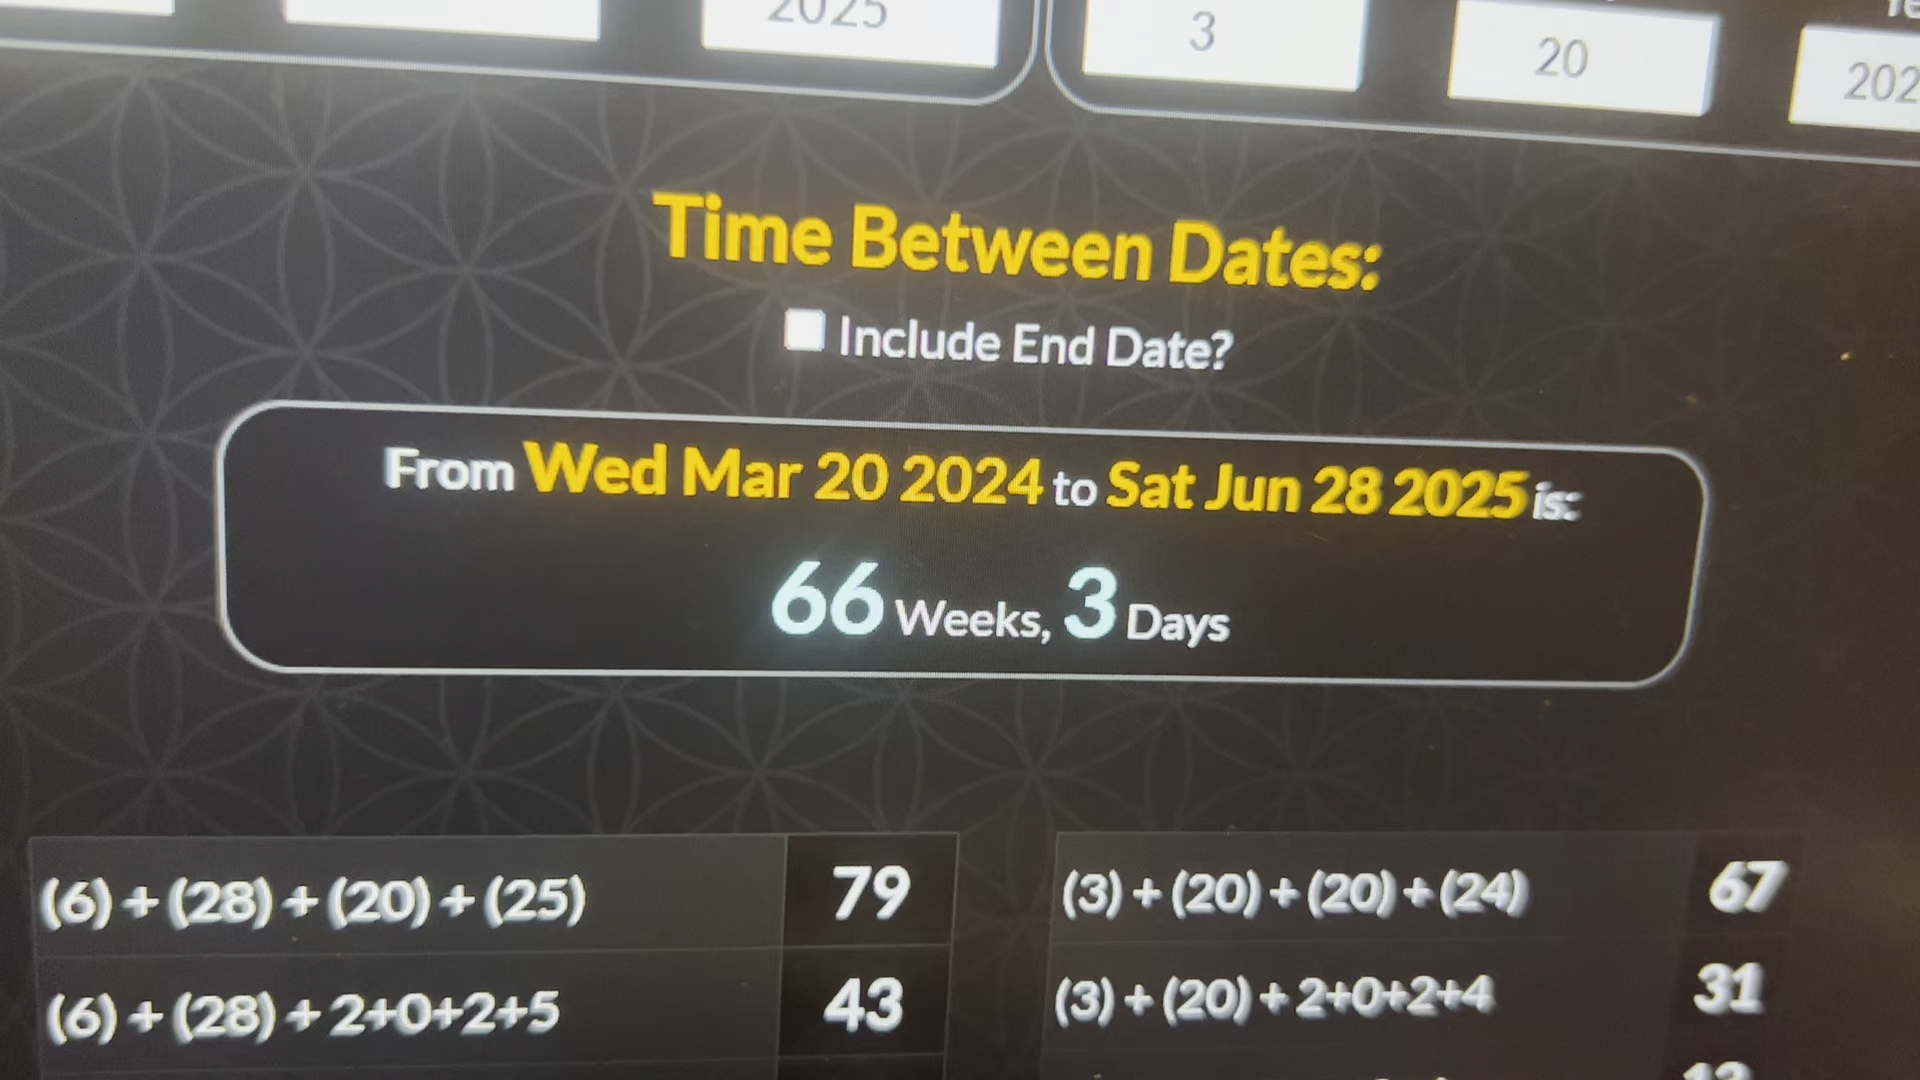 2025 3 20 202
Time Between Dates:
Include End Date?
From Wed Mar 20 2024 to Sat Jun 28 2025 is:
66 Weeks, 3 Days
(6) + (28) + (20) + (25) 79 (3) + (20) + (20) + (24) 67
(6) + (28) + 2+0+2+5 43 (3) + (20) + 2+0+2+4 31